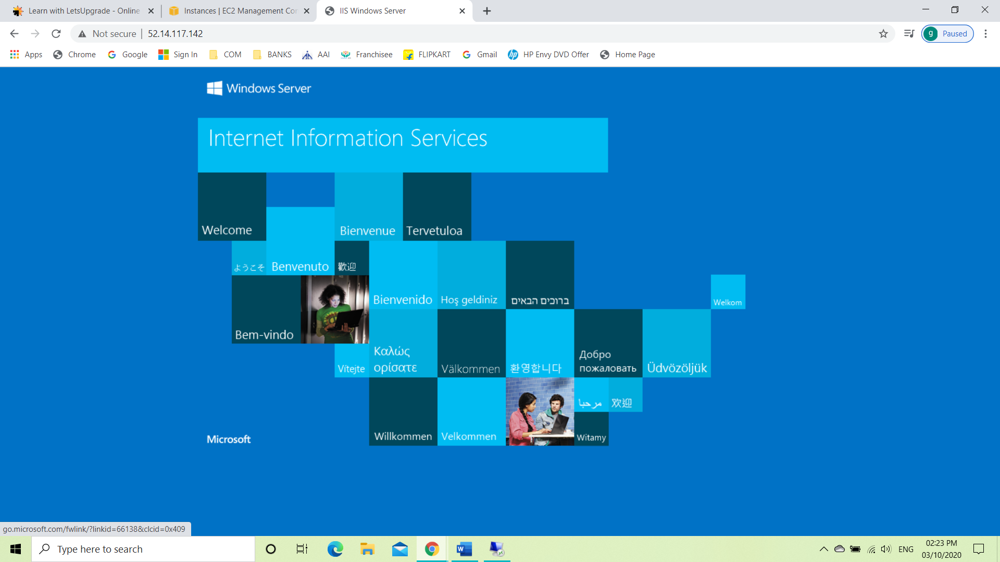 Learn with LetsUpgrade - Online
Instances | EC2 Management Con
IIS Windows Server
Not secure
52.14.117.142
g
Paused
Apps
Chrome
Google
Sign In
COM
BANKS
AAI
Franchisee
FLIPKART
Gmail
HP Envy DVD Offer
Home Page
Windows Server
Internet Information Services
Welcome
Bienvenue
Tervetuloa
ようこそ
Benvenuto
歡迎
Bienvenido
Hoş geldiniz
ברוכים הבאים
Welkom
Bem-vindo
Vítejte
Καλώς
ορίσατε
Välkommen
환영합니다
Добро
пожаловать
Üdvözöljük
مرحبا
欢迎
Willkommen
Velkommen
Witamy
Microsoft
go.microsoft.com/fwlink/?linkid=66138&clcid=0x409
Type here to search
ENG
02:23 PM
03/10/2020